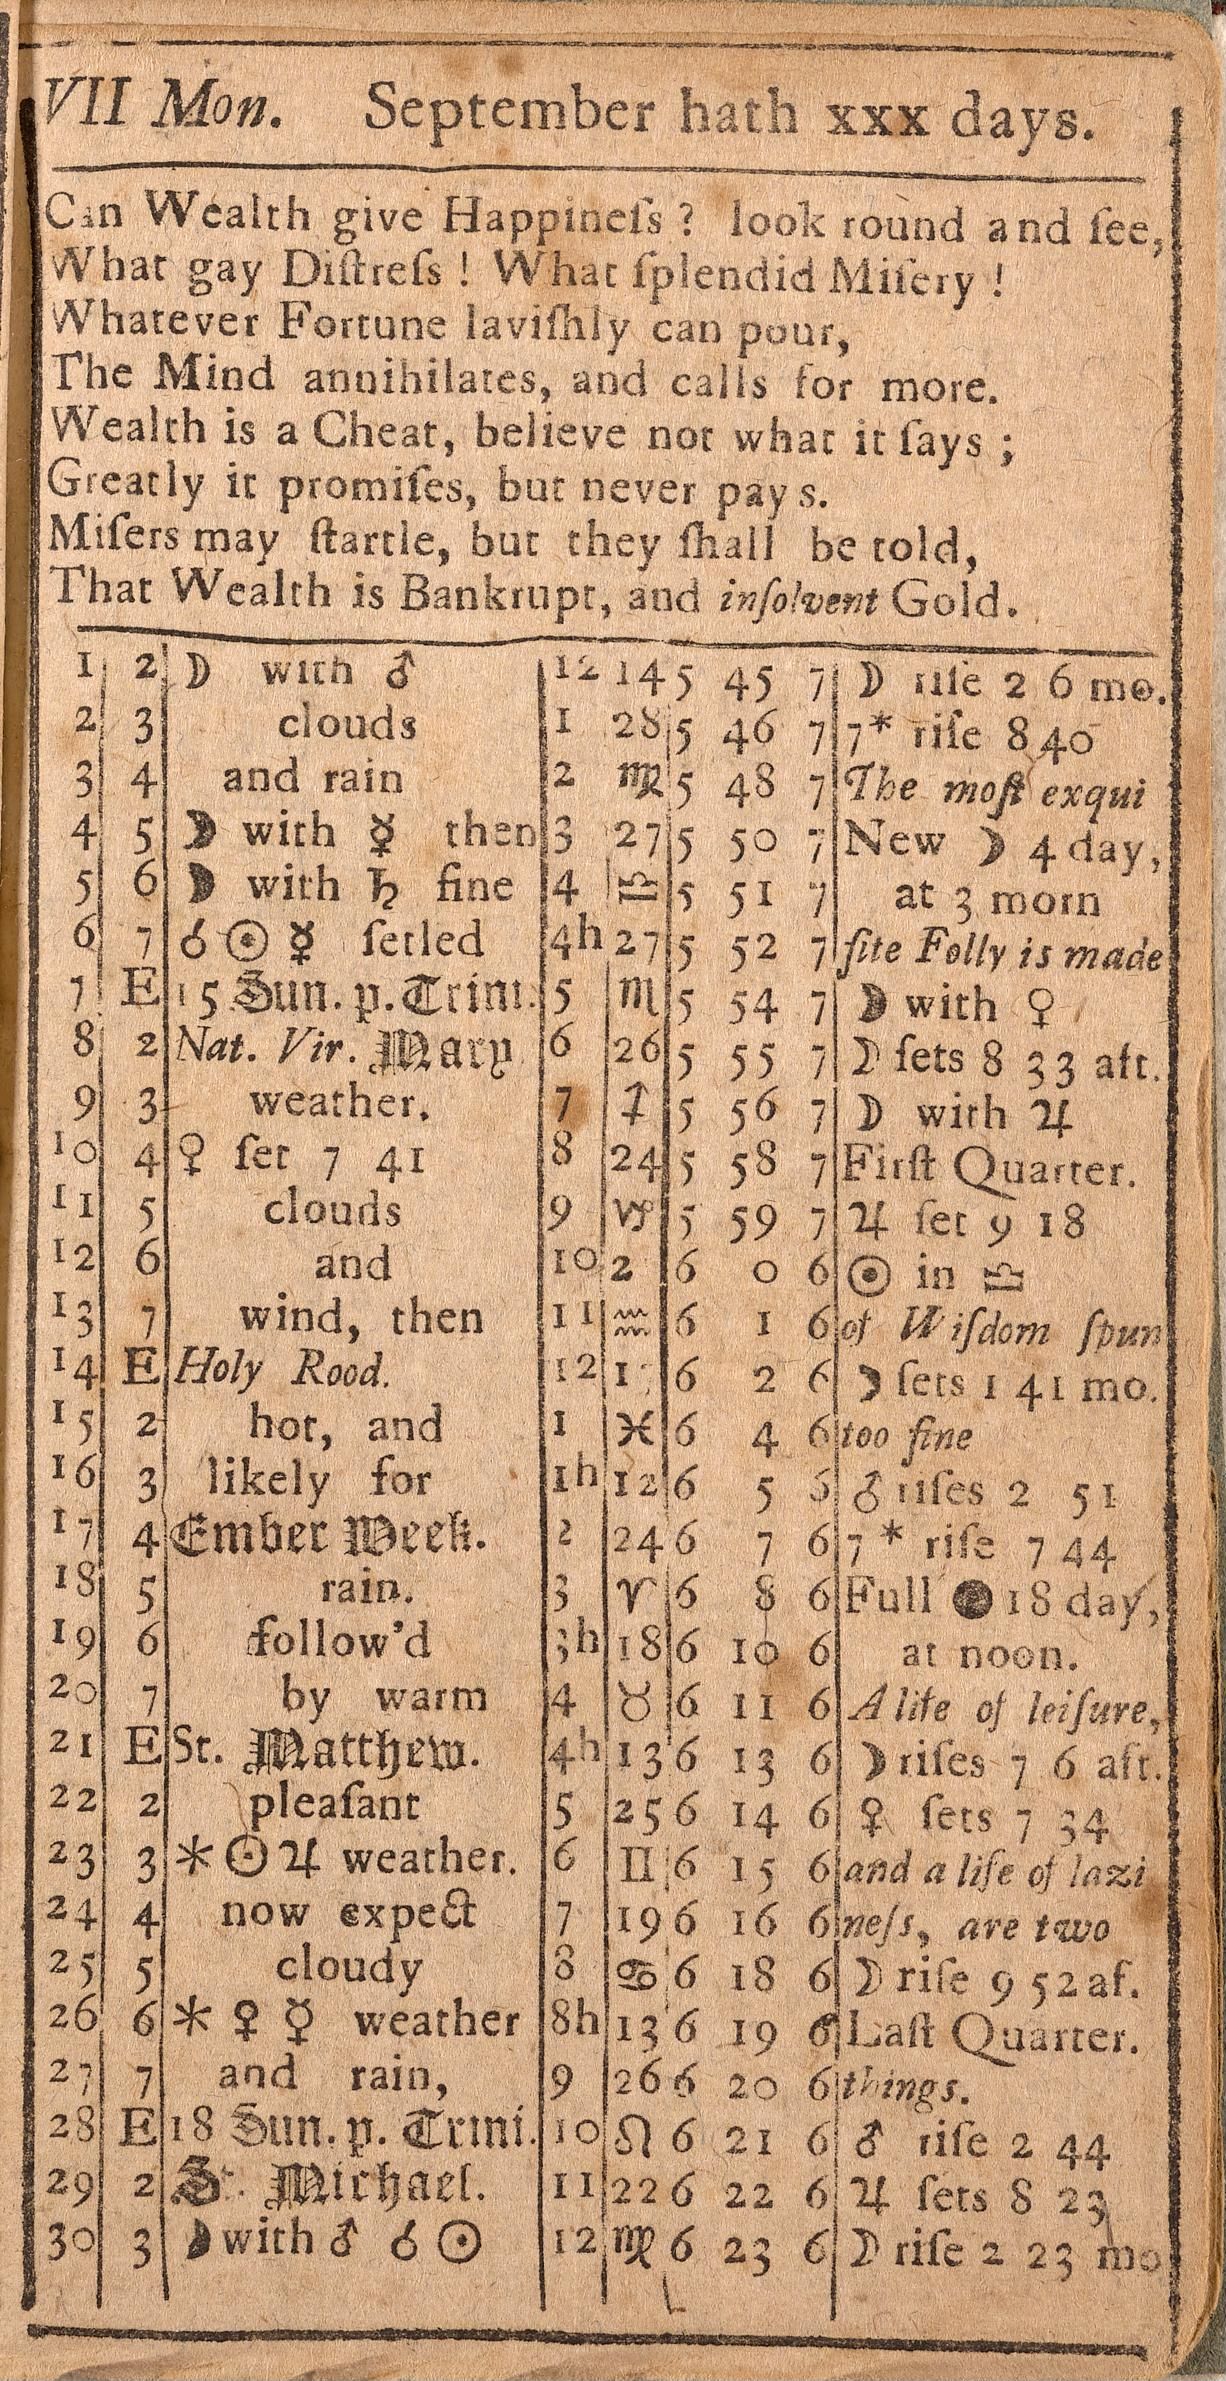 VII Mon. September hath xxx days.
Can Wealth give Happineſs? look round and ſee,
What gay Diſtreſs! What ſplendid Miſery!
Whatever Fortune laviſhly can pour,
The Mind annihilates, and calls for more.
Wealth is a Cheat, believe not what it ſays;
Greatly it promiſes, but never pays.
Miſers may ſtartle, but they ſhall be told,
That Wealth is Bankrupt, and inſolvent Gold.
1 2 ☽ with ♂ 12 14 5 45 7 ☽ riſe 2 6 mo.
2 3 clouds 1 28 5 46 7 7* riſe 8 40
3 4 and rain 2 ♍ 5 48 7 The moſt exqui
4 5 ☽ with ☿ then 3 27 5 50 7 New ☽ 4 day,
5 6 ☽ with ♄ fine 4 ♎ 5 51 7 at 3 morn
6 7 ☌ ☉ ☿ ſetled 4h 27 5 52 7 ſite Folly is made
7 E 15 Sun. p. Trini. 5 ♏ 5 54 7 ☽ with ♀
8 2 Nat. Vir. Mary 6 26 5 55 7 ☽ ſets 8 33 aft.
9 3 weather. 7 ♐ 5 56 7 ☽ with ♃
10 4 ♀ ſet 7 41 8 24 5 58 7 Firſt Quarter.
11 5 clouds 9 ♑ 5 59 7 ♃ ſet 9 18
12 6 and 10 2 6 0 6 ☉ in ♎
13 7 wind, then 11 ♒ 6 1 6 of Wiſdom ſpun
14 E Holy Rood. 12 1 6 2 6 ☽ ſets 1 41 mo.
15 2 hot, and 1 ♓ 6 4 6 too fine
16 3 likely for 1h 12 6 5 6 ♂ riſes 2 51
17 4 Ember Week. 2 24 6 7 6 7* riſe 7 44
18 5 rain. 3 ♈ 6 8 6 Full ● 18 day,
19 6 follow'd 3h 18 6 10 6 at noon.
20 7 by warm 4 ♉ 6 11 6 A life of leiſure,
21 E St. Matthew. 4h 13 6 13 6 ☽ riſes 7 6 aft.
22 2 pleaſant 5 25 6 14 6 ♀ ſets 7 34
23 3 ⚹ ☉ ♃ weather. 6 ♊ 6 15 6 and a life of lazi
24 4 now expect 7 19 6 16 6 neſs, are two
25 5 cloudy 8 ♋ 6 18 6 ☽ riſe 9 52 af.
26 6 ⚹ ♀ ☿ weather 8h 13 6 19 6 Laſt Quarter.
27 7 and rain, 9 26 6 20 6 things.
28 E 18 Sun. p. Trini. 10 ♌ 6 21 6 ♂ riſe 2 44
29 2 St. Michael. 11 22 6 22 6 ♃ ſets 8 23
30 3 ☽ with ♂ ☌ ☉ 12 ♍ 6 23 6 ☽ riſe 2 23 mo